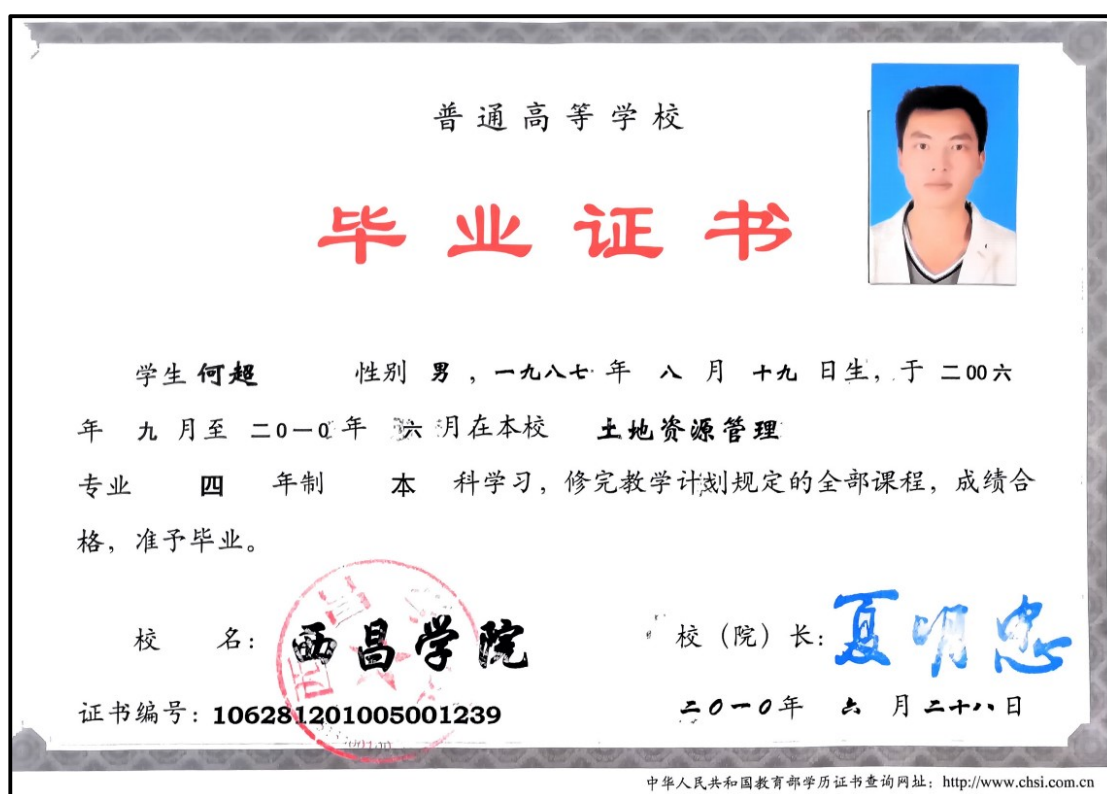 普通高等学校
毕业证书
学生 何超 性别 男 ，一九八七 年 八 月 十九 日生，于 二00六
年 九 月至 二0一0 年 六 月在本校 土地资源管理
专业 四 年制 本 科学习，修完教学计划规定的全部课程，成绩合
格，准予毕业。
校 名：西昌学院
校（院）长：夏明忠
证书编号：106281201005001239
二0一0年 六 月二十八日
中华人民共和国教育部学历证书查询网址：http://www.chsi.com.cn